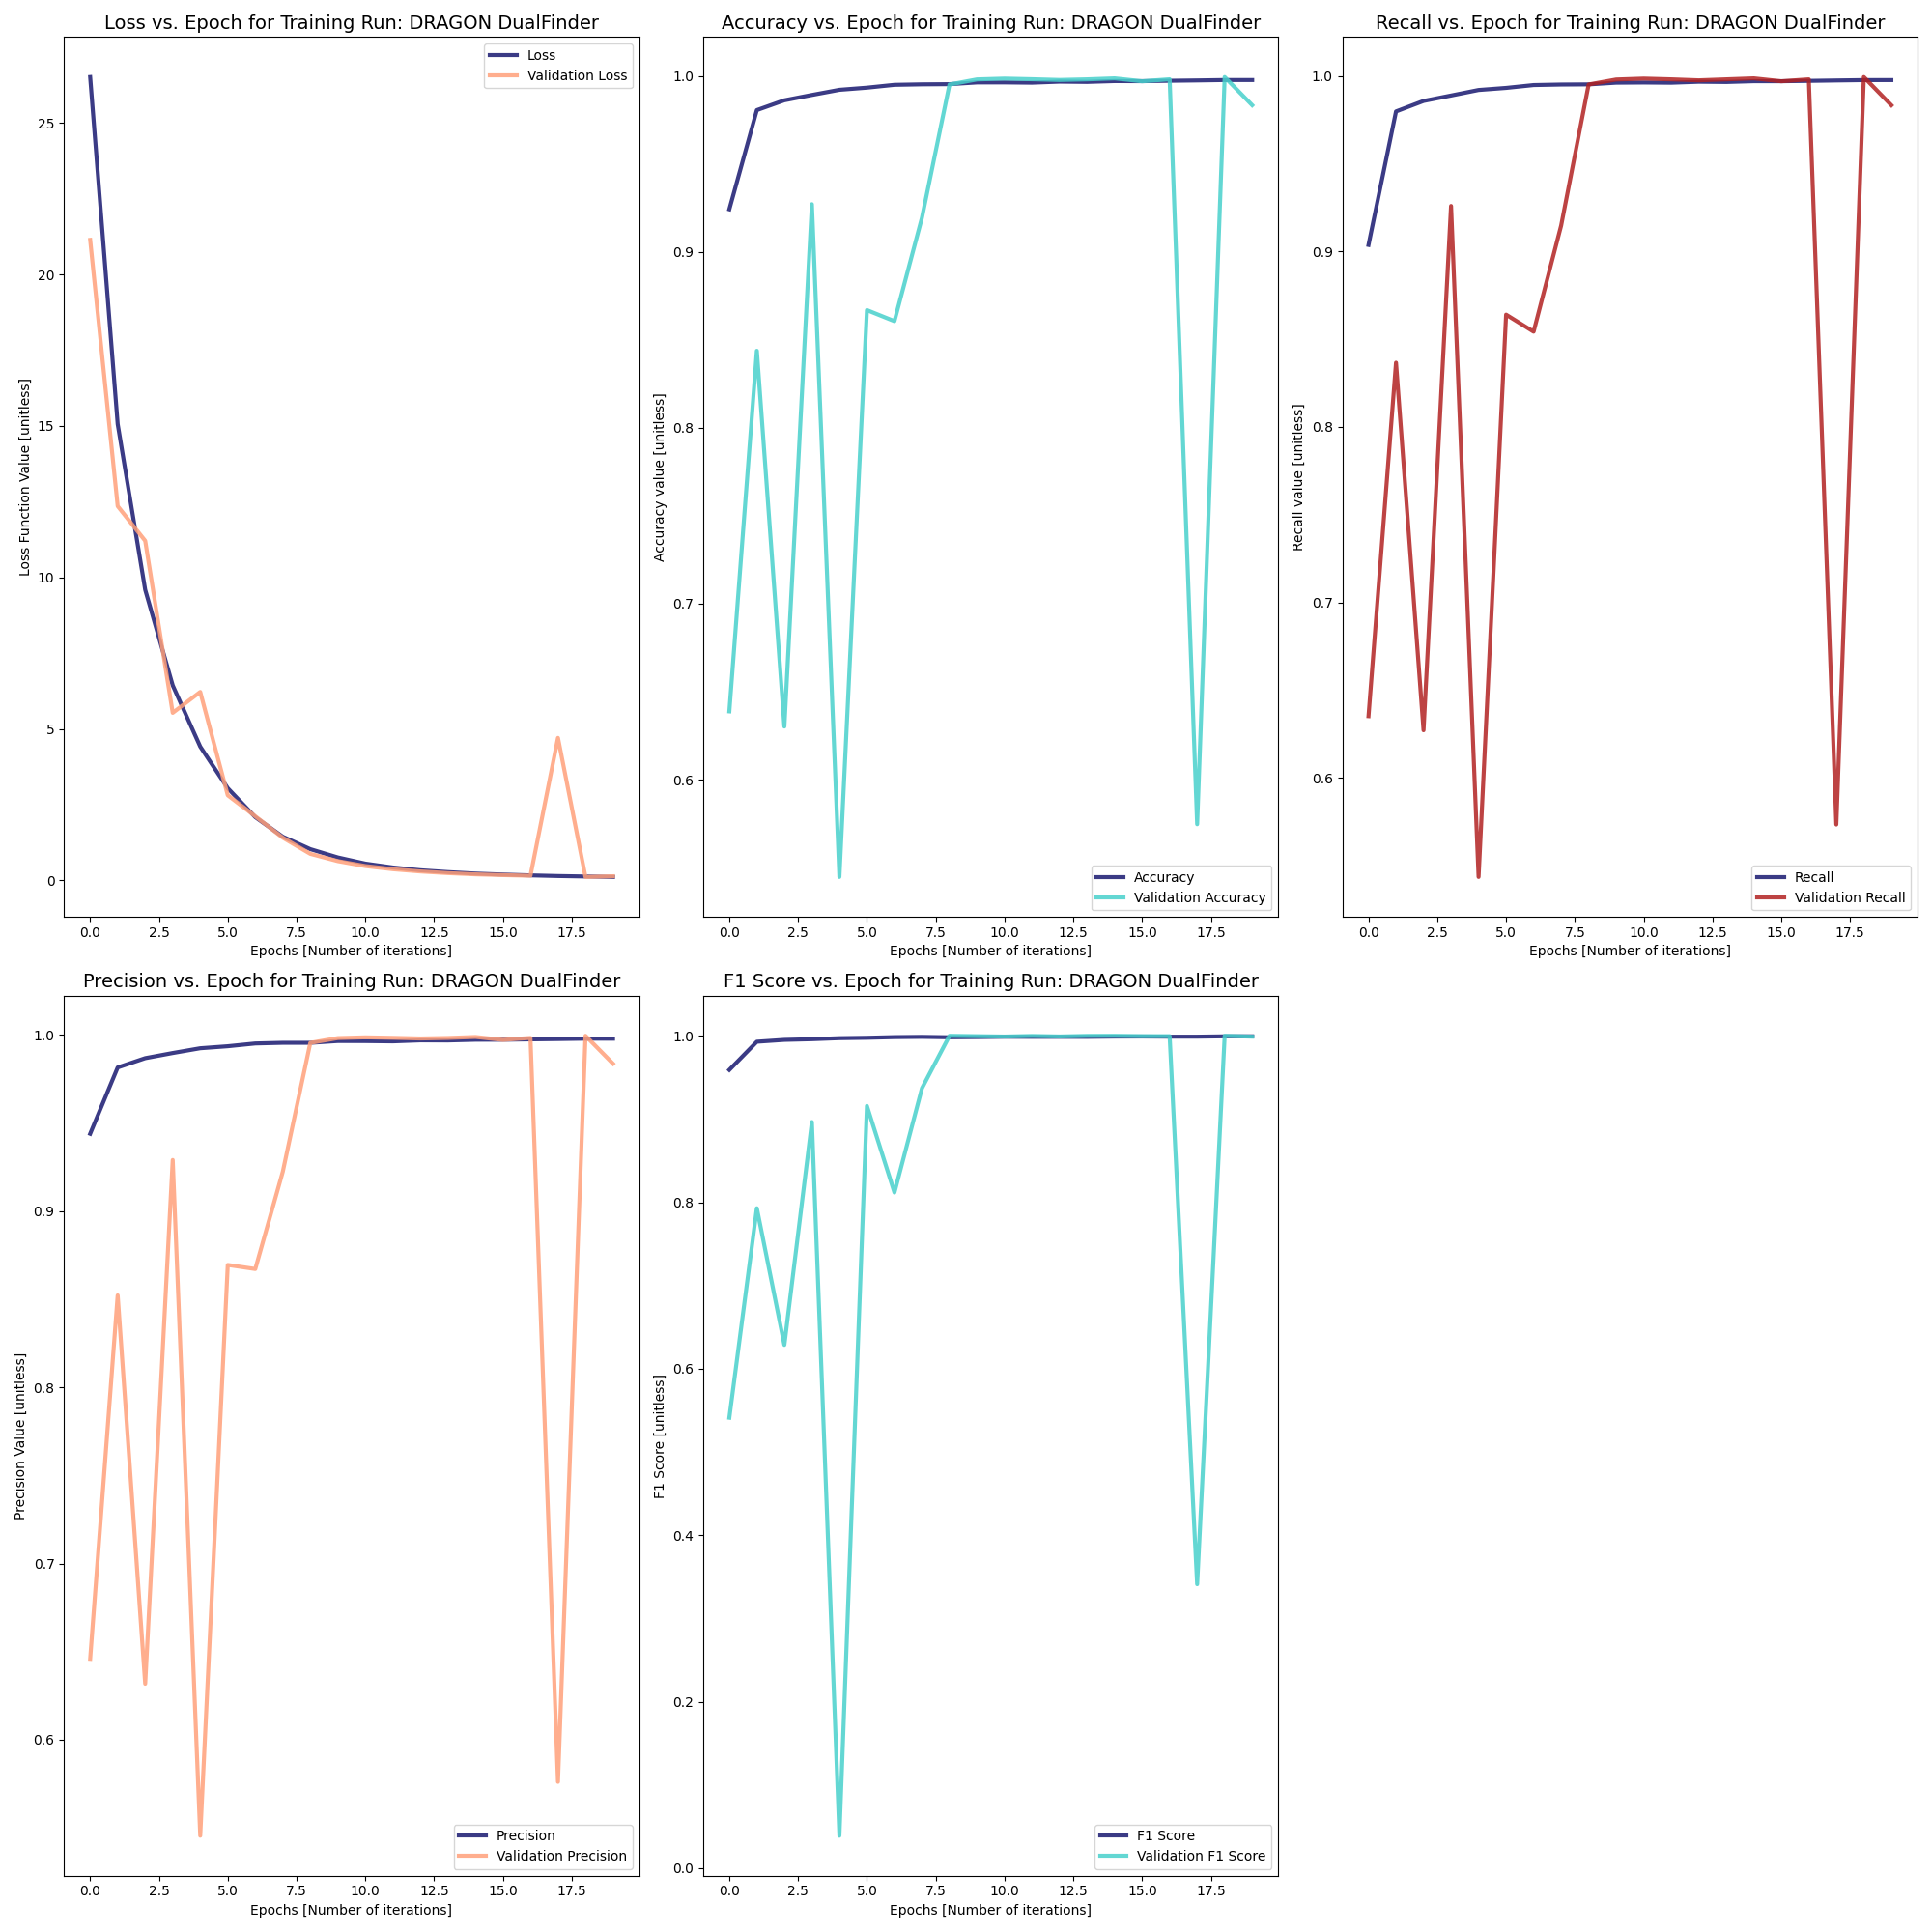 Loss vs. Epoch for Training Run: DRAGON DualFinder
Loss
Validation Loss
25
20
15
10
5
0
Loss Function Value [unitless]
0.0 2.5 5.0 7.5 10.0 12.5 15.0 17.5
Epochs [Number of iterations]
Accuracy vs. Epoch for Training Run: DRAGON DualFinder
1.0
0.9
0.8
0.7
0.6
Accuracy value [unitless]
Accuracy
Validation Accuracy
0.0 2.5 5.0 7.5 10.0 12.5 15.0 17.5
Epochs [Number of iterations]
Recall vs. Epoch for Training Run: DRAGON DualFinder
1.0
0.9
0.8
0.7
0.6
Recall value [unitless]
Recall
Validation Recall
0.0 2.5 5.0 7.5 10.0 12.5 15.0 17.5
Epochs [Number of iterations]
Precision vs. Epoch for Training Run: DRAGON DualFinder
1.0
0.9
0.8
0.7
0.6
Precision Value [unitless]
Precision
Validation Precision
0.0 2.5 5.0 7.5 10.0 12.5 15.0 17.5
Epochs [Number of iterations]
F1 Score vs. Epoch for Training Run: DRAGON DualFinder
1.0
0.8
0.6
0.4
0.2
0.0
F1 Score [unitless]
F1 Score
Validation F1 Score
0.0 2.5 5.0 7.5 10.0 12.5 15.0 17.5
Epochs [Number of iterations]